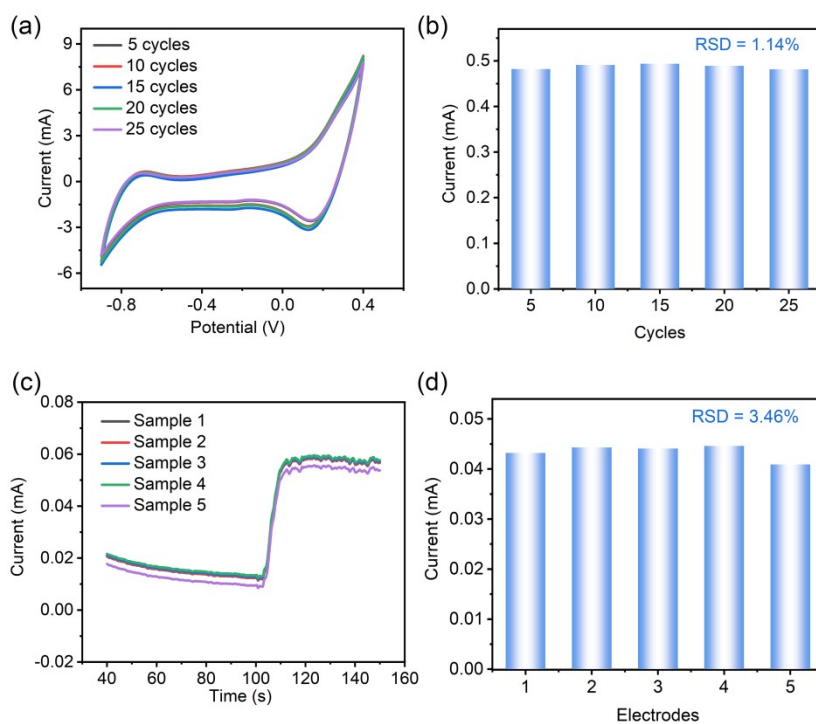 (a)
5 cycles
10 cycles
15 cycles
20 cycles
25 cycles
9
6
3
0
-3
-6
Current (mA)
-0.8
-0.4
0.0
0.4
Potential (V)
(b)
RSD = 1.14%
0.5
0.4
0.3
0.2
0.1
0.0
Current (mA)
5
10
15
20
25
Cycles
(c)
Sample 1
Sample 2
Sample 3
Sample 4
Sample 5
0.08
0.06
0.04
0.02
0.00
-0.02
Current (mA)
40
60
80
100
120
140
160
Time (s)
(d)
RSD = 3.46%
0.05
0.04
0.03
0.02
0.01
0.00
Current (mA)
1
2
3
4
5
Electrodes